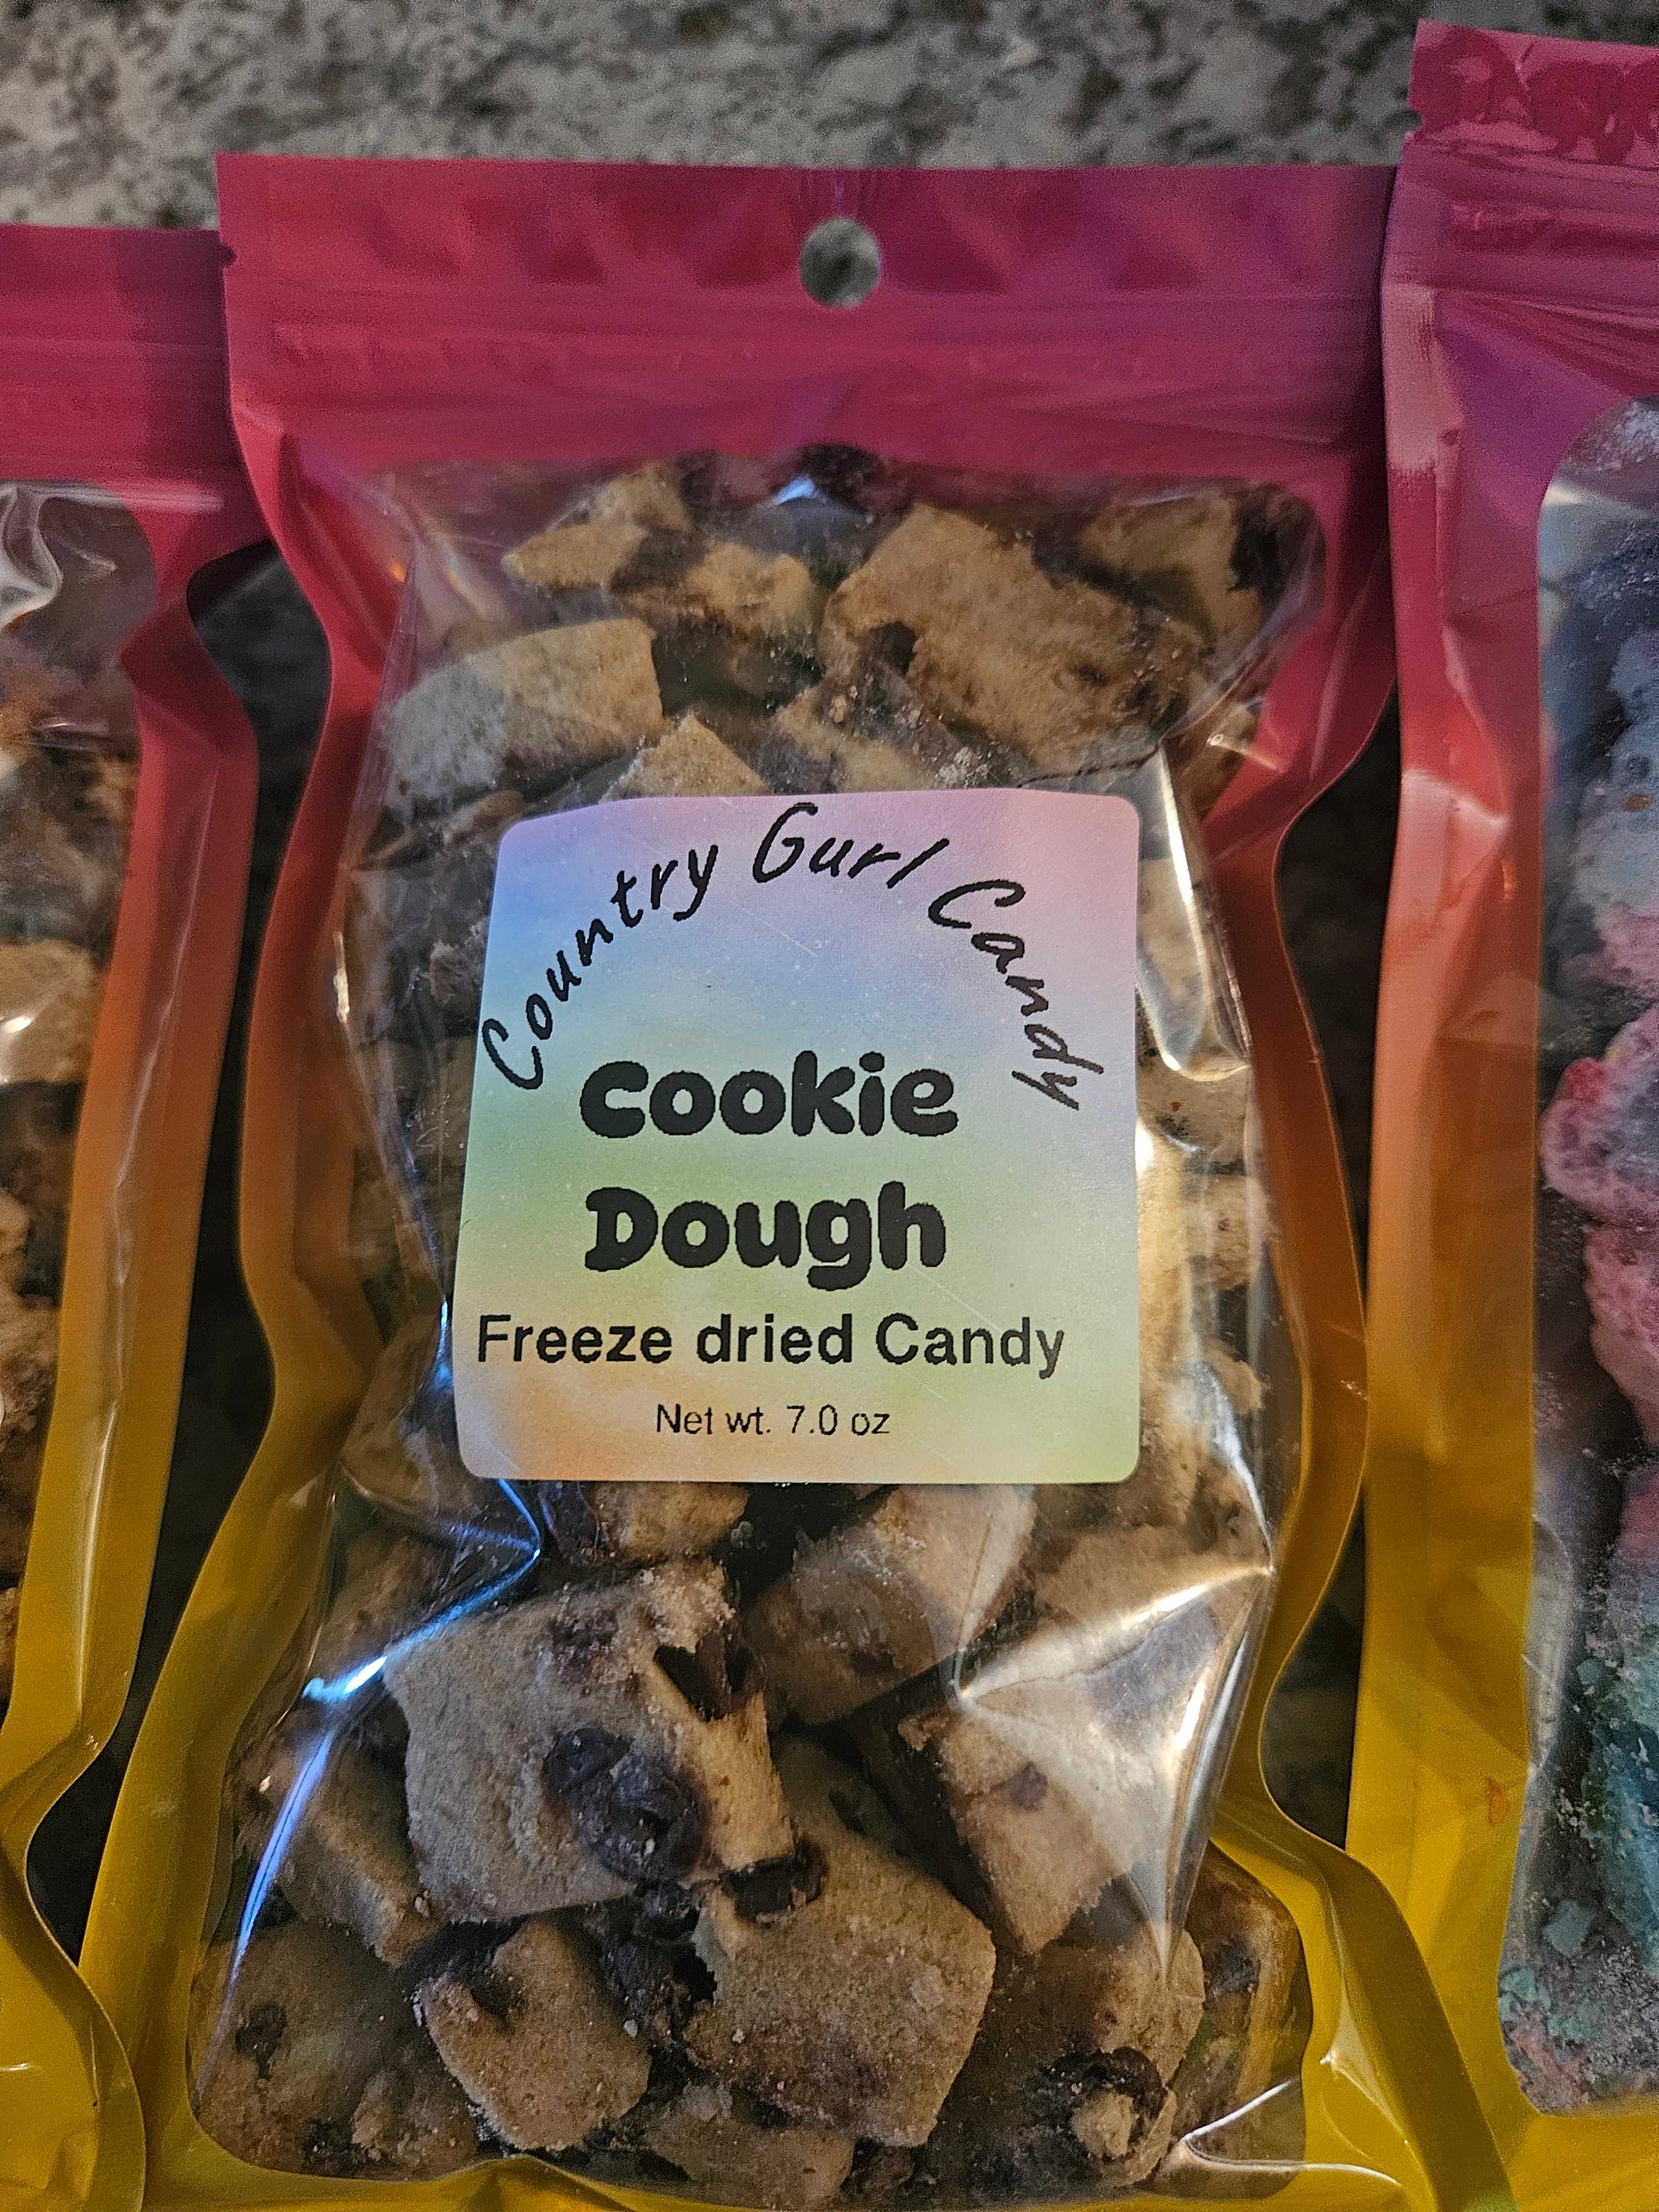 Country Gurl Candy
Cookie
Dough
Freeze dried Candy
Net wt. 7.0 oz